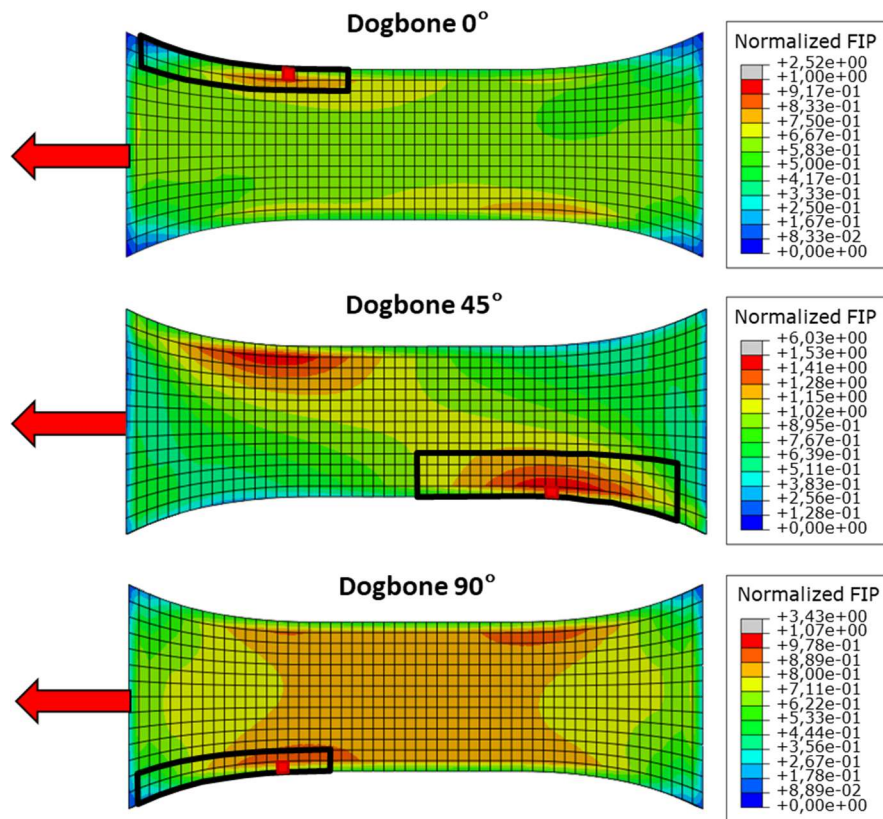 Dogbone 0°
Normalized FIP
+2,52e+00
+1,00e+00
+9,17e-01
+8,33e-01
+7,50e-01
+6,67e-01
+5,83e-01
+5,00e-01
+4,17e-01
+3,33e-01
+2,50e-01
+1,67e-01
+8,33e-02
+0,00e+00
Dogbone 45°
Normalized FIP
+6,03e+00
+1,53e+00
+1,41e+00
+1,28e+00
+1,15e+00
+1,02e+00
+8,95e-01
+7,67e-01
+6,39e-01
+5,11e-01
+3,83e-01
+2,56e-01
+1,28e-01
+0,00e+00
Dogbone 90°
Normalized FIP
+3,43e+00
+1,07e+00
+9,78e-01
+8,89e-01
+8,00e-01
+7,11e-01
+6,22e-01
+5,33e-01
+4,44e-01
+3,56e-01
+2,67e-01
+1,78e-01
+8,89e-02
+0,00e+00